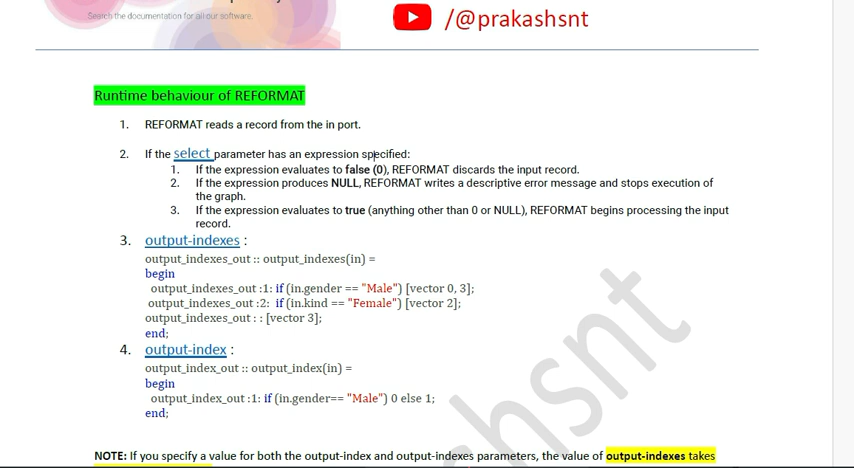 Search the documentation for all our software.
/@prakashsnt
Runtime behaviour of REFORMAT
1. REFORMAT reads a record from the in port.
2. If the select parameter has an expression specified:
1. If the expression evaluates to false (0), REFORMAT discards the input record.
2. If the expression produces NULL, REFORMAT writes a descriptive error message and stops execution of
the graph.
3. If the expression evaluates to true (anything other than 0 or NULL), REFORMAT begins processing the input
record.
3. output-indexes :
output_indexes_out :: output_indexes(in) =
begin
output_indexes_out :1: if (in.gender == "Male") [vector 0, 3];
output_indexes_out :2: if (in.kind == "Female") [vector 2];
output_indexes_out : : [vector 3];
end;
4. output-index :
output_index_out :: output_index(in) =
begin
output_index_out :1: if (in.gender== "Male") 0 else 1;
end;
hsnt
NOTE: If you specify a value for both the output-index and output-indexes parameters, the value of output-indexes takes